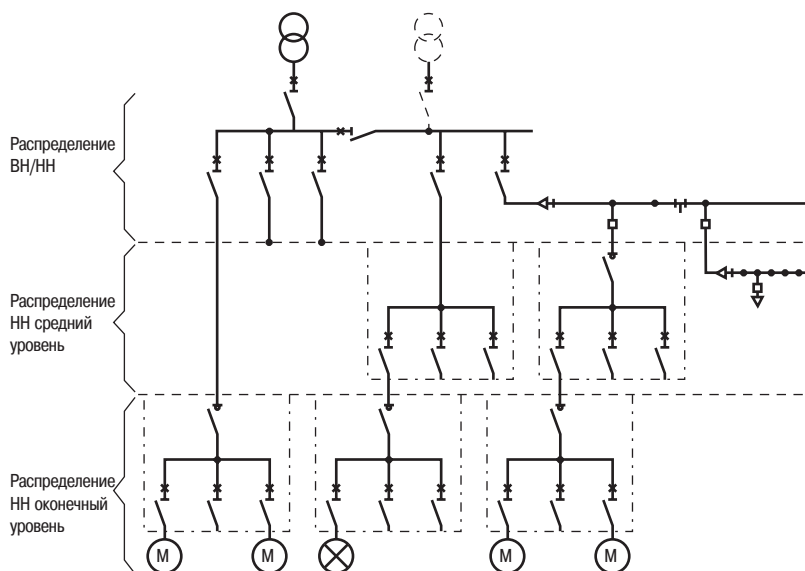 Распределение
ВН/НН
Распределение
НН средний
уровень
Распределение
НН оконечный
уровень
M
M
M
M